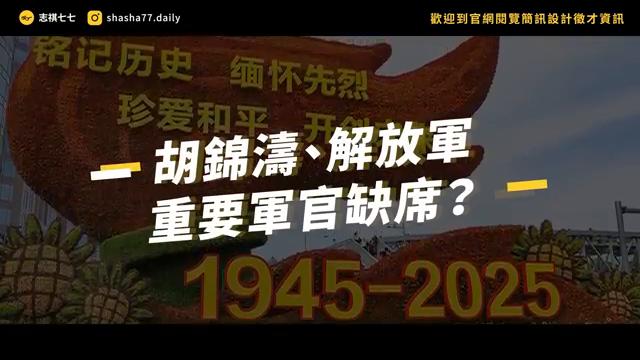 志祺七七
shasha77.daily
歡迎到官網閱覽簡訊設計徵才資訊
铭记历史 缅怀先烈
珍爱和平 开创
胡錦濤、解放軍
重要軍官缺席？
1945-2025